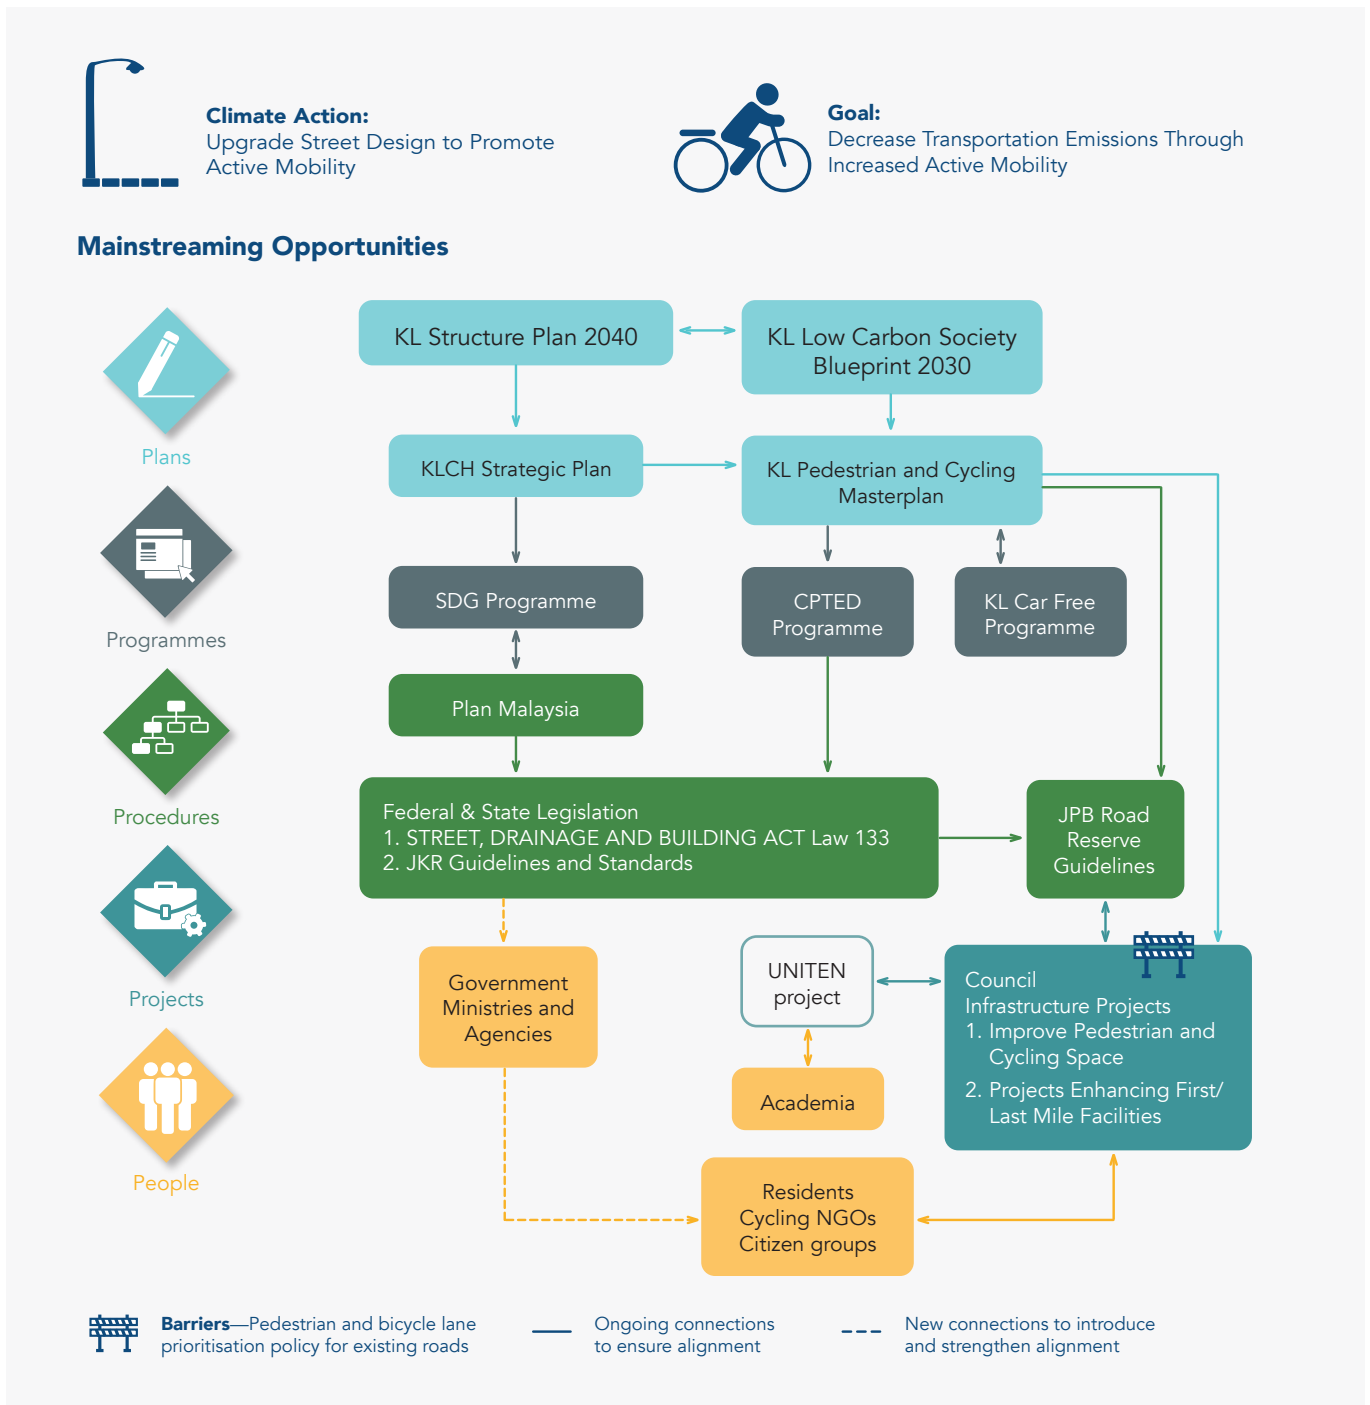 Climate Action:
Upgrade Street Design to Promote
Active Mobility
Goal:
Decrease Transportation Emissions Through
Increased Active Mobility
Mainstreaming Opportunities
Plans
Programmes
Procedures
Projects
People
KL Structure Plan 2040
KL Low Carbon Society
Blueprint 2030
KLCH Strategic Plan
KL Pedestrian and Cycling
Masterplan
SDG Programme
CPTED
Programme
KL Car Free
Programme
Plan Malaysia
Federal & State Legislation
1. STREET, DRAINAGE AND BUILDING ACT Law 133
2. JKR Guidelines and Standards
JPB Road
Reserve
Guidelines
Government
Ministries and
Agencies
UNITEN
project
Council
Infrastructure Projects
1. Improve Pedestrian and
Cycling Space
2. Projects Enhancing First/
Last Mile Facilities
Academia
Residents
Cycling NGOs
Citizen groups
Barriers—Pedestrian and bicycle lane
prioritisation policy for existing roads
Ongoing connections
to ensure alignment
New connections to introduce
and strengthen alignment